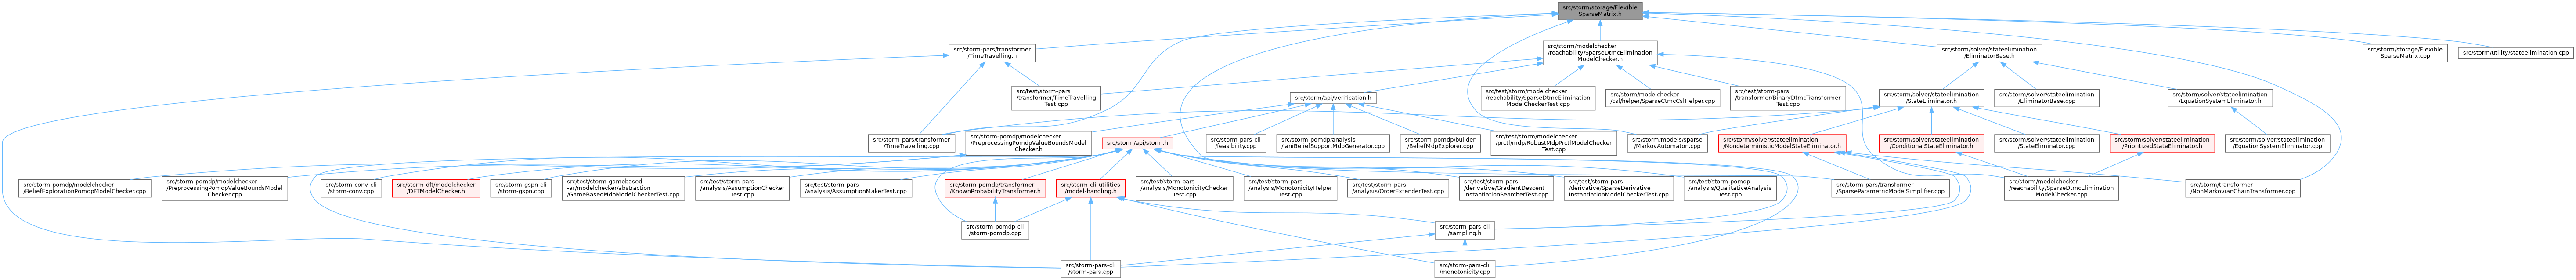 src/storm/storage/Flexible
SparseMatrix.h
src/storm-pars/transformer
/TimeTravelling.h
src/storm/modelchecker
/reachability/SparseDtmcElimination
ModelChecker.h
src/storm/solver/stateelimination
/EliminatorBase.h
src/storm/storage/Flexible
SparseMatrix.cpp
src/storm/utility/stateelimination.cpp
src/test/storm-pars
/transformer/TimeTravelling
Test.cpp
src/storm/api/verification.h
src/test/storm/modelchecker
/reachability/SparseDtmcElimination
ModelCheckerTest.cpp
src/storm/modelchecker
/csl/helper/SparseCtmcCslHelper.cpp
src/test/storm-pars
/transformer/BinaryDtmcTransformer
Test.cpp
src/storm/solver/stateelimination
/StateEliminator.h
src/storm/solver/stateelimination
/EliminatorBase.cpp
src/storm/solver/stateelimination
/EquationSystemEliminator.h
src/storm-pars/transformer
/TimeTravelling.cpp
src/storm-pomdp/modelchecker
/PreprocessingPomdpValueBoundsModel
Checker.h
src/storm/api/storm.h
src/storm-pars-cli
/feasibility.cpp
src/storm-pomdp/analysis
/JaniBeliefSupportMdpGenerator.cpp
src/storm-pomdp/builder
/BeliefMdpExplorer.cpp
src/test/storm/modelchecker
/prctl/mdp/RobustMdpPrctlModelChecker
Test.cpp
src/storm/models/sparse
/MarkovAutomaton.cpp
src/storm/solver/stateelimination
/NondeterministicModelStateEliminator.h
src/storm/solver/stateelimination
/ConditionalStateEliminator.h
src/storm/solver/stateelimination
/StateEliminator.cpp
src/storm/solver/stateelimination
/PrioritizedStateEliminator.h
src/storm/solver/stateelimination
/EquationSystemEliminator.cpp
src/storm-pomdp/modelchecker
/BeliefExplorationPomdpModelChecker.cpp
src/storm-pomdp/modelchecker
/PreprocessingPomdpValueBoundsModel
Checker.cpp
src/storm-conv-cli
/storm-conv.cpp
src/storm-dft/modelchecker
/DFTModelChecker.h
src/storm-gspn-cli
/storm-gspn.cpp
src/test/storm-gamebased
-ar/modelchecker/abstraction
/GameBasedMdpModelCheckerTest.cpp
src/test/storm-pars
/analysis/AssumptionChecker
Test.cpp
src/test/storm-pars
/analysis/AssumptionMakerTest.cpp
src/storm-pomdp/transformer
/KnownProbabilityTransformer.h
src/storm-cli-utilities
/model-handling.h
src/test/storm-pars
/analysis/MonotonicityChecker
Test.cpp
src/test/storm-pars
/analysis/MonotonicityHelper
Test.cpp
src/test/storm-pars
/analysis/OrderExtenderTest.cpp
src/test/storm-pars
/derivative/GradientDescent
InstantiationSearcherTest.cpp
src/test/storm-pars
/derivative/SparseDerivative
InstantiationModelCheckerTest.cpp
src/test/storm-pomdp
/analysis/QualitativeAnalysis
Test.cpp
src/storm-pars/transformer
/SparseParametricModelSimplifier.cpp
src/storm/modelchecker
/reachability/SparseDtmcElimination
ModelChecker.cpp
src/storm/transformer
/NonMarkovianChainTransformer.cpp
src/storm-pomdp-cli
/storm-pomdp.cpp
src/storm-pars-cli
/sampling.h
src/storm-pars-cli
/storm-pars.cpp
src/storm-pars-cli
/monotonicity.cpp